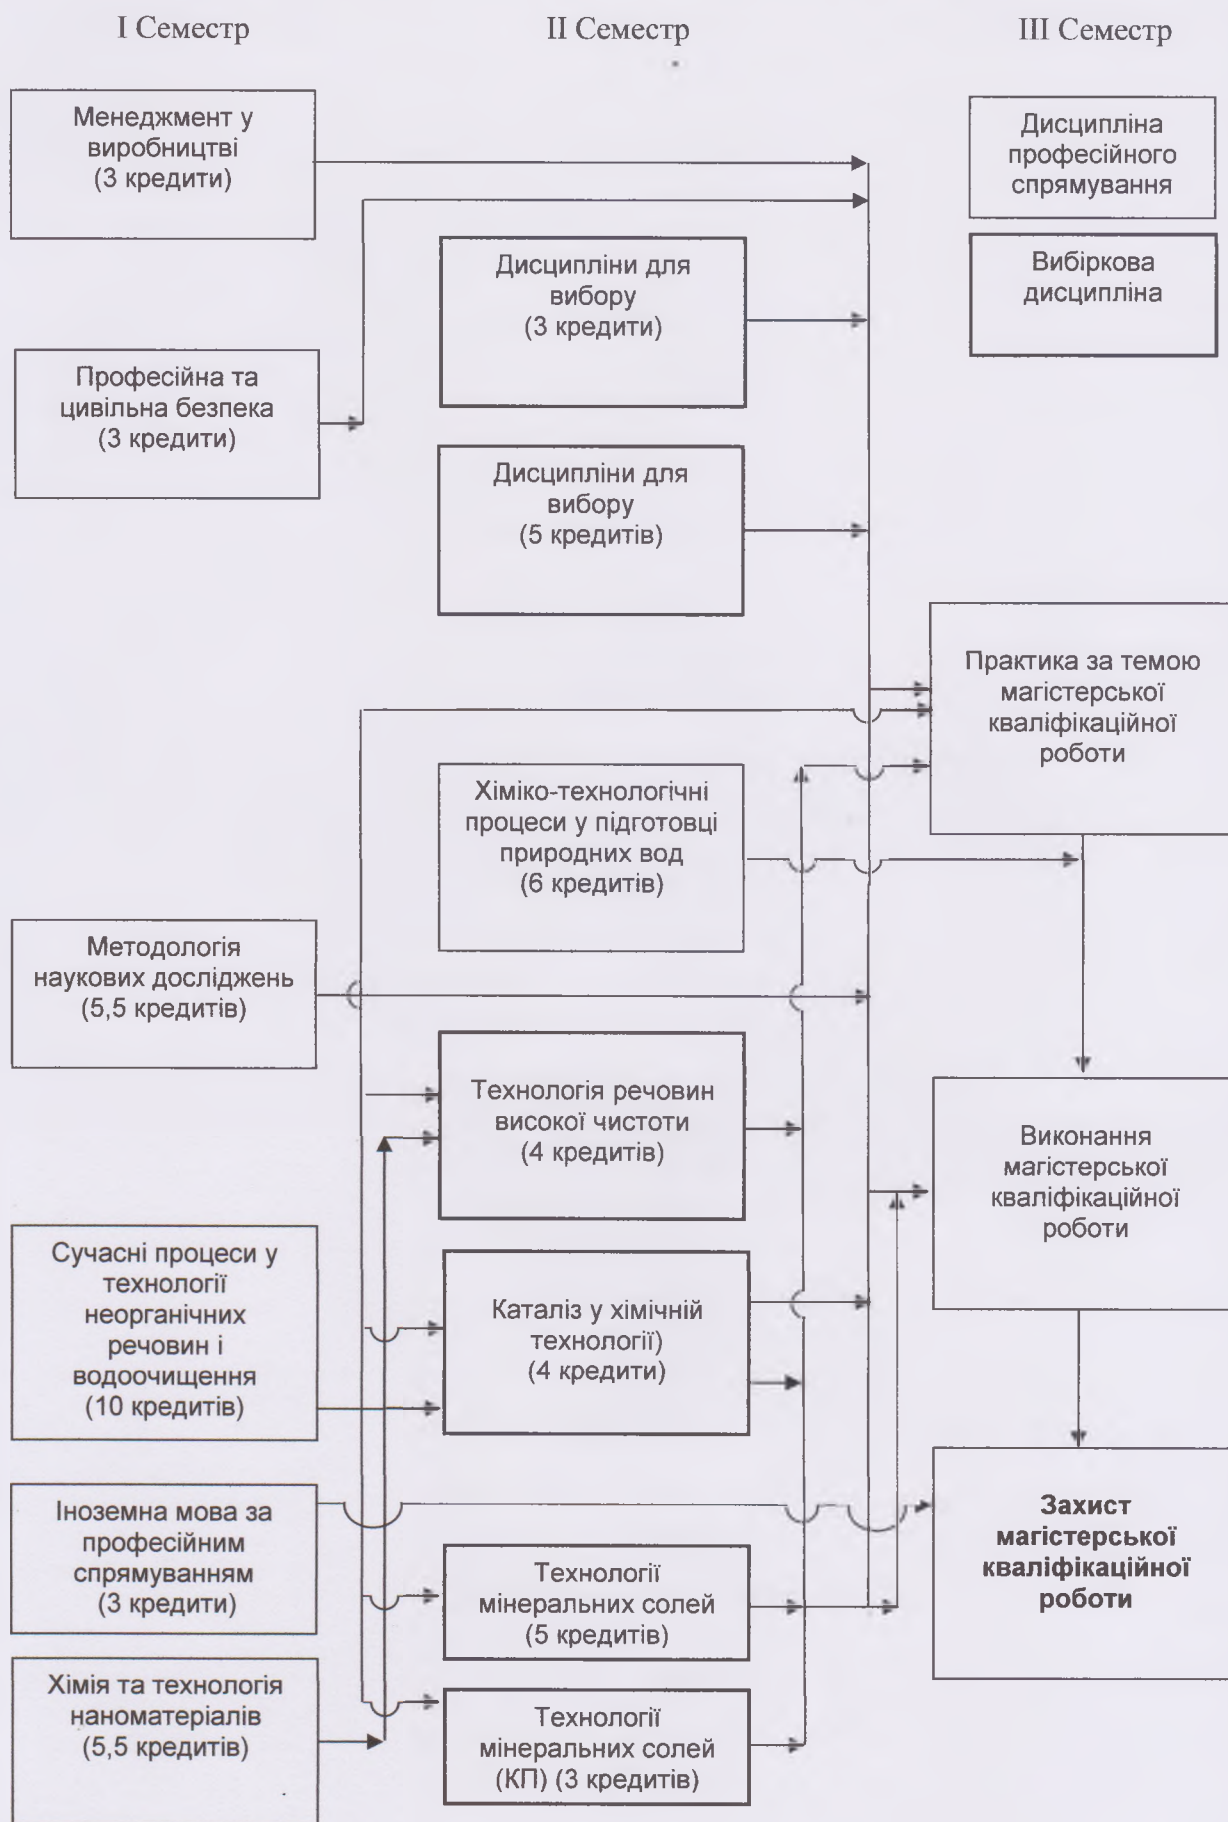 I Семестр
II Семестр
III Семестр
Менеджмент у
виробництві
(3 кредити)
Дисципліна
професійного
спрямування
Вибіркова
дисципліна
Дисципліни для
вибору
(3 кредити)
Професійна та
цивільна безпека
(3 кредити)
Дисципліни для
вибору
(5 кредитів)
Практика за темою
магістерської
кваліфікаційної
роботи
Хіміко-технологічні
процеси у підготовці
природних вод
(6 кредитів)
Методологія
наукових досліджень
(5,5 кредитів)
Технологія речовин
високої чистоти
(4 кредитів)
Виконання
магістерської
кваліфікаційної
роботи
Сучасні процеси у
технології
неорганічних
речовин і
водоочищення
(10 кредитів)
Каталіз у хімічній
технології)
(4 кредити)
Іноземна мова за
професійним
спрямуванням
(3 кредити)
Захист
магістерської
кваліфікаційної
роботи
Технології
мінеральних солей
(5 кредитів)
Хімія та технологія
наноматеріалів
(5,5 кредитів)
Технології
мінеральних солей
(КП) (3 кредитів)